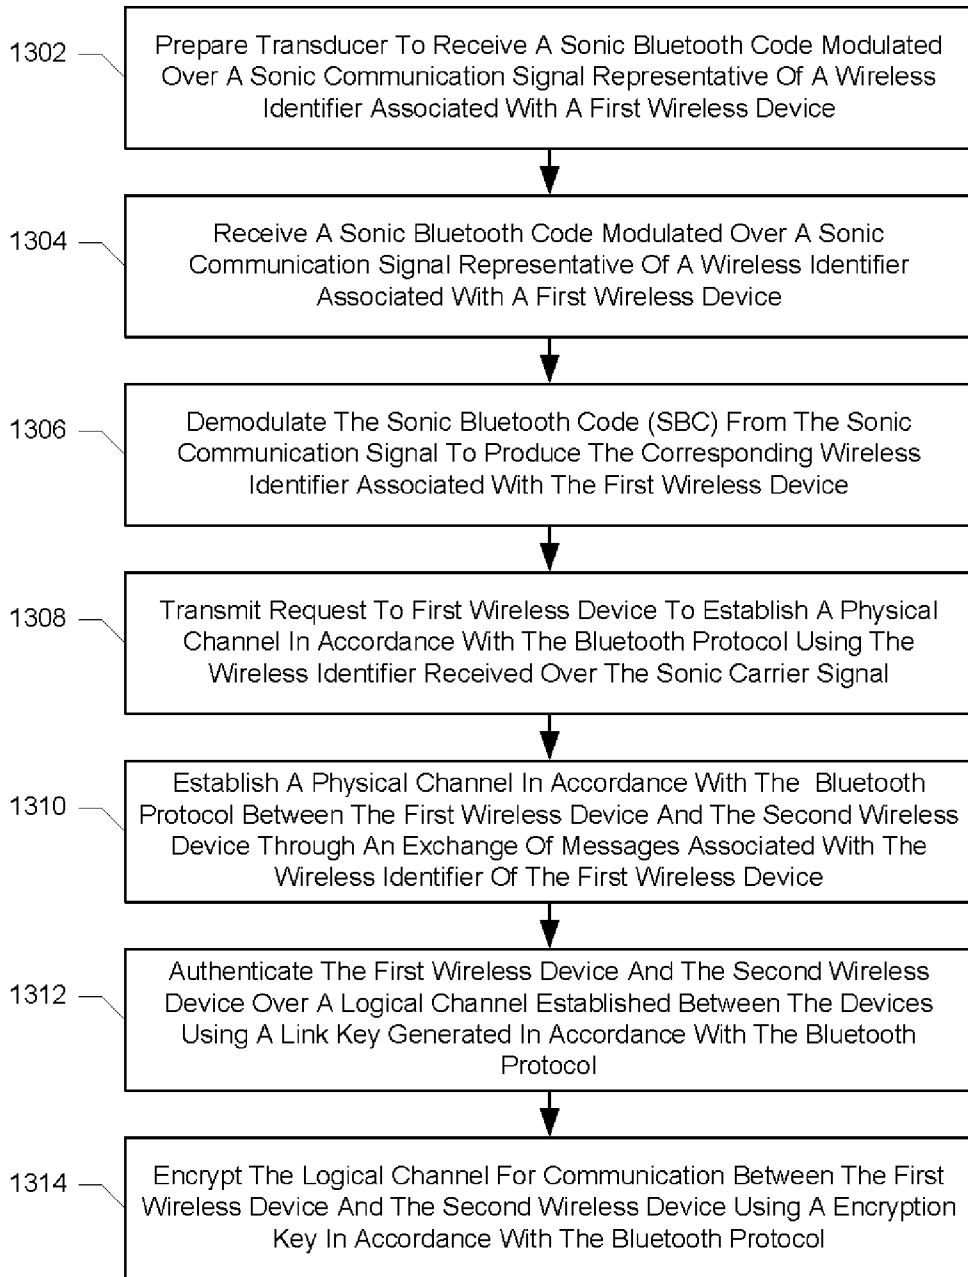 1302
Prepare Transducer To Receive A Sonic Bluetooth Code Modulated
Over A Sonic Communication Signal Representative Of A Wireless
Identifier Associated With A First Wireless Device
1304
Receive A Sonic Bluetooth Code Modulated Over A Sonic
Communication Signal Representative Of A Wireless Identifier
Associated With A First Wireless Device
1306
Demodulate The Sonic Bluetooth Code (SBC) From The Sonic
Communication Signal To Produce The Corresponding Wireless
Identifier Associated With The First Wireless Device
1308
Transmit Request To First Wireless Device To Establish A Physical
Channel In Accordance With The Bluetooth Protocol Using The
Wireless Identifier Received Over The Sonic Carrier Signal
1310
Establish A Physical Channel In Accordance With The Bluetooth
Protocol Between The First Wireless Device And The Second Wireless
Device Through An Exchange Of Messages Associated With The
Wireless Identifier Of The First Wireless Device
1312
Authenticate The First Wireless Device And The Second Wireless
Device Over A Logical Channel Established Between The Devices
Using A Link Key Generated In Accordance With The Bluetooth
Protocol
1314
Encrypt The Logical Channel For Communication Between The First
Wireless Device And The Second Wireless Device Using A Encryption
Key In Accordance With The Bluetooth Protocol